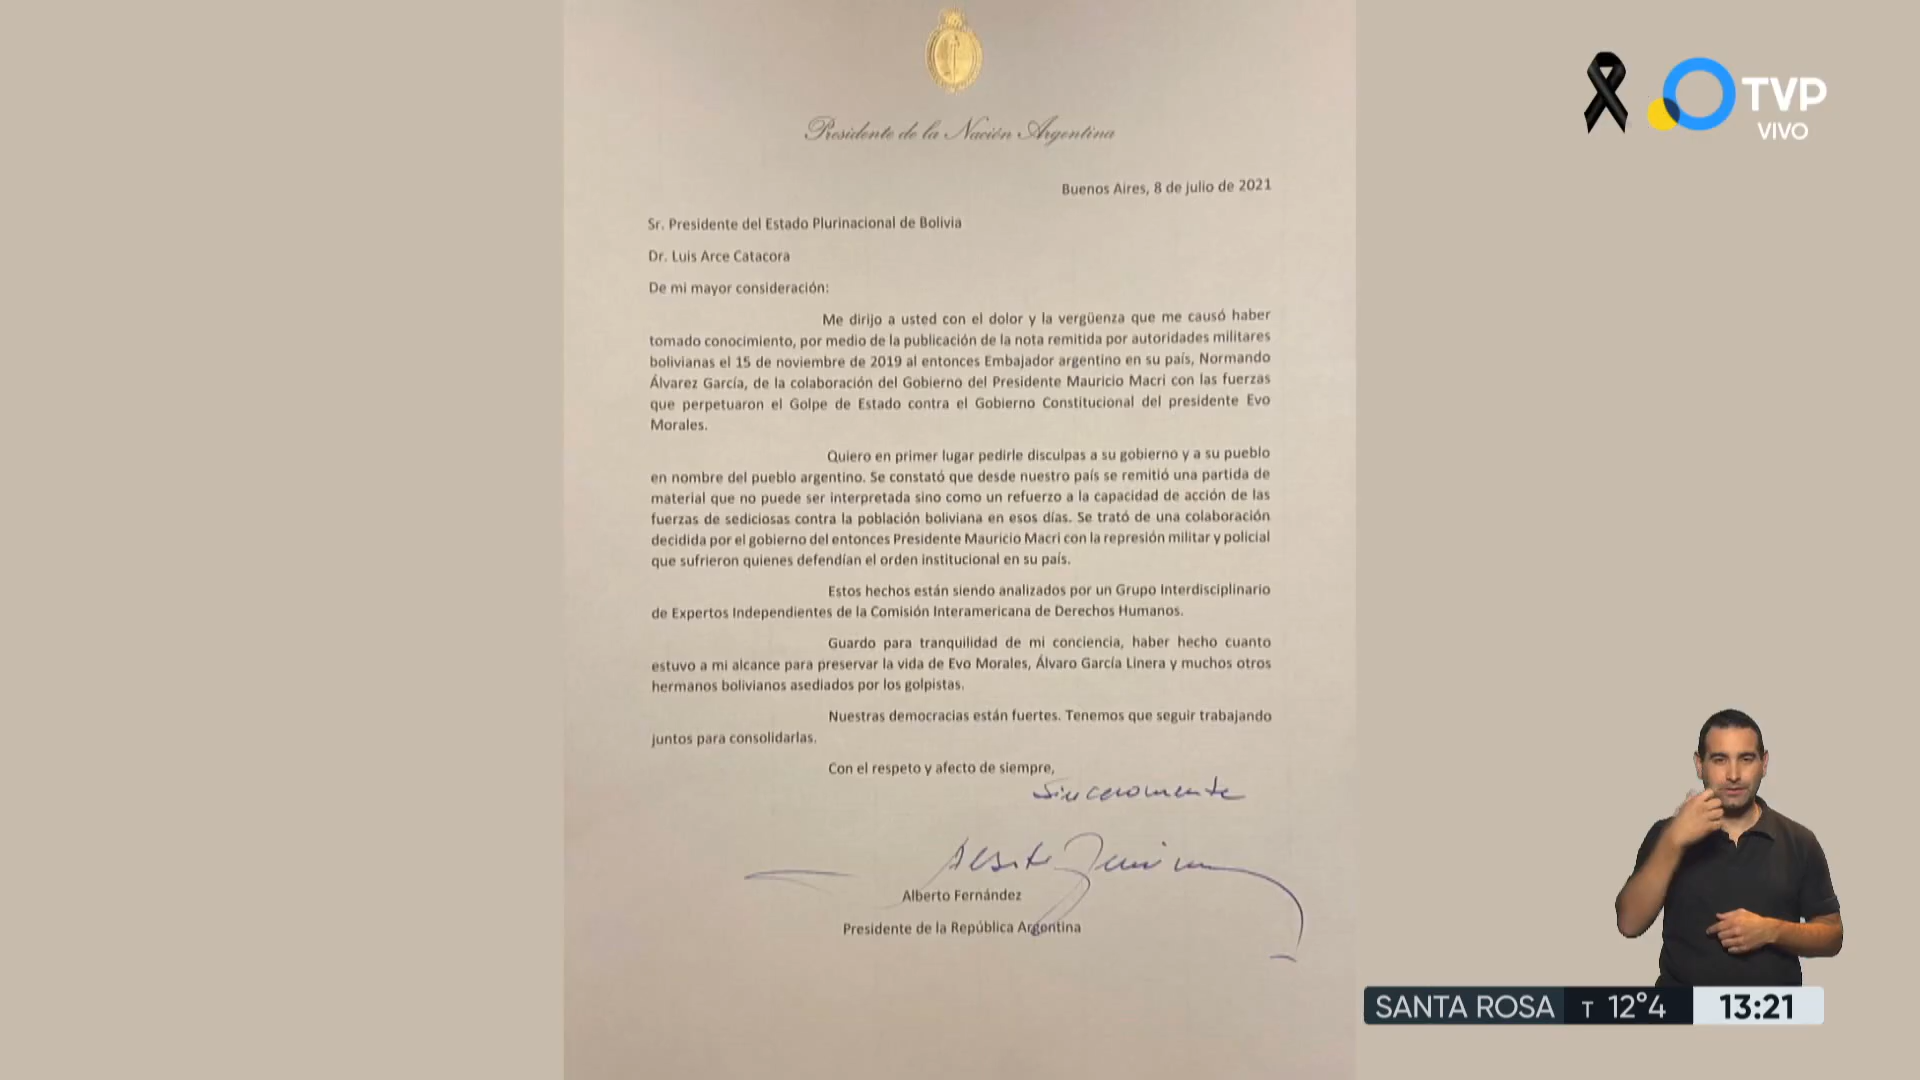 TVP
VIVO
Presidente de la Nación Argentina
Buenos Aires, 8 de julio de 2021
Sr. Presidente del Estado Plurinacional de Bolivia
Dr. Luis Arce Catacora
De mi mayor consideración:
Me dirijo a usted con el dolor y la vergüenza que me causó haber
tomado conocimiento, por medio de la publicación de la nota remitida por autoridades militares
bolivianas el 15 de noviembre de 2019 al entonces Embajador argentino en su país, Normando
Álvarez García, de la colaboración del Gobierno del Presidente Mauricio Macri con las fuerzas
que perpetuaron el Golpe de Estado contra el Gobierno Constitucional del presidente Evo
Morales.
Quiero en primer lugar pedirle disculpas a su gobierno y a su pueblo
en nombre del pueblo argentino. Se constató que desde nuestro país se remitió una partida de
material que no puede ser interpretada sino como un refuerzo a la capacidad de acción de las
fuerzas de sediciosas contra la población boliviana en esos días. Se trató de una colaboración
decidida por el gobierno del entonces Presidente Mauricio Macri con la represión militar y policial
que sufrieron quienes defendían el orden institucional en su país.
Estos hechos están siendo analizados por un Grupo Interdisciplinario
de Expertos Independientes de la Comisión Interamericana de Derechos Humanos.
Guardo para tranquilidad de mi conciencia, haber hecho cuanto
estuvo a mi alcance para preservar la vida de Evo Morales, Álvaro García Linera y muchos otros
hermanos bolivianos asediados por los golpistas.
Nuestras democracias están fuertes. Tenemos que seguir trabajando
juntos para consolidarlas.
Con el respeto y afecto de siempre,
Sinceramente
Alberto Fernández
Presidente de la República Argentina
SANTA ROSA T 12°4 13:21